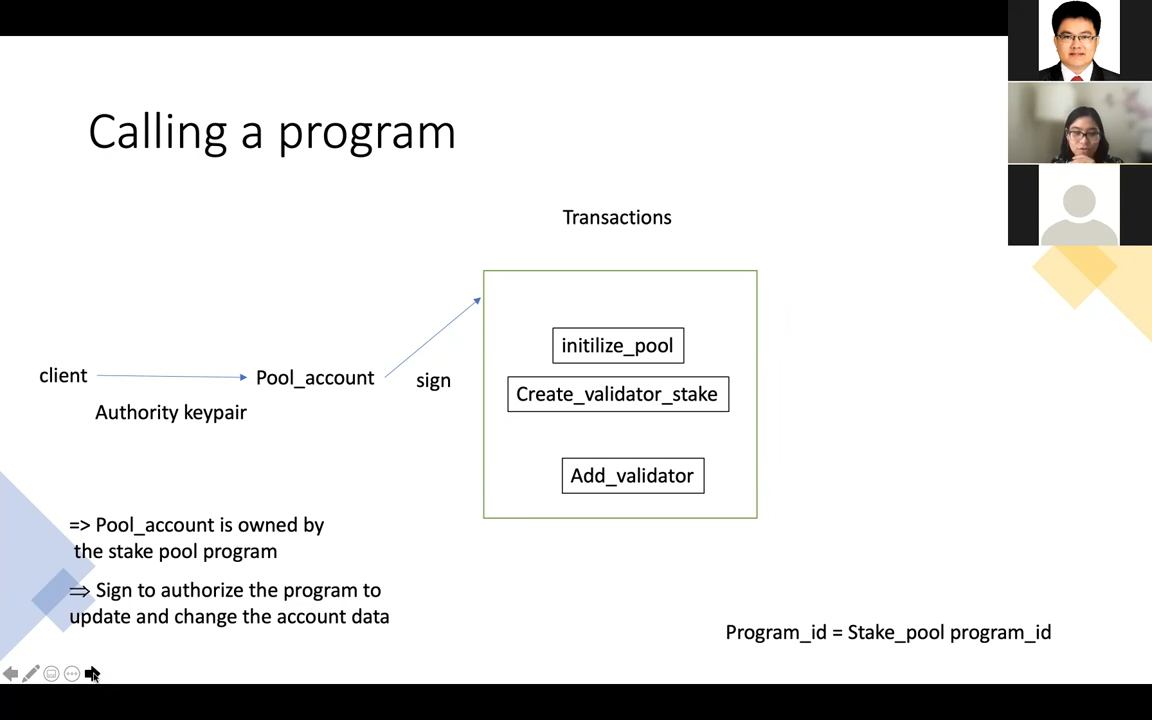 Calling a program
Transactions
initilize_pool
client
Pool_account
sign
Create_validator_stake
Authority keypair
Add_validator
=> Pool_account is owned by
the stake pool program
⇒ Sign to authorize the program to
update and change the account data
Program_id = Stake_pool program_id